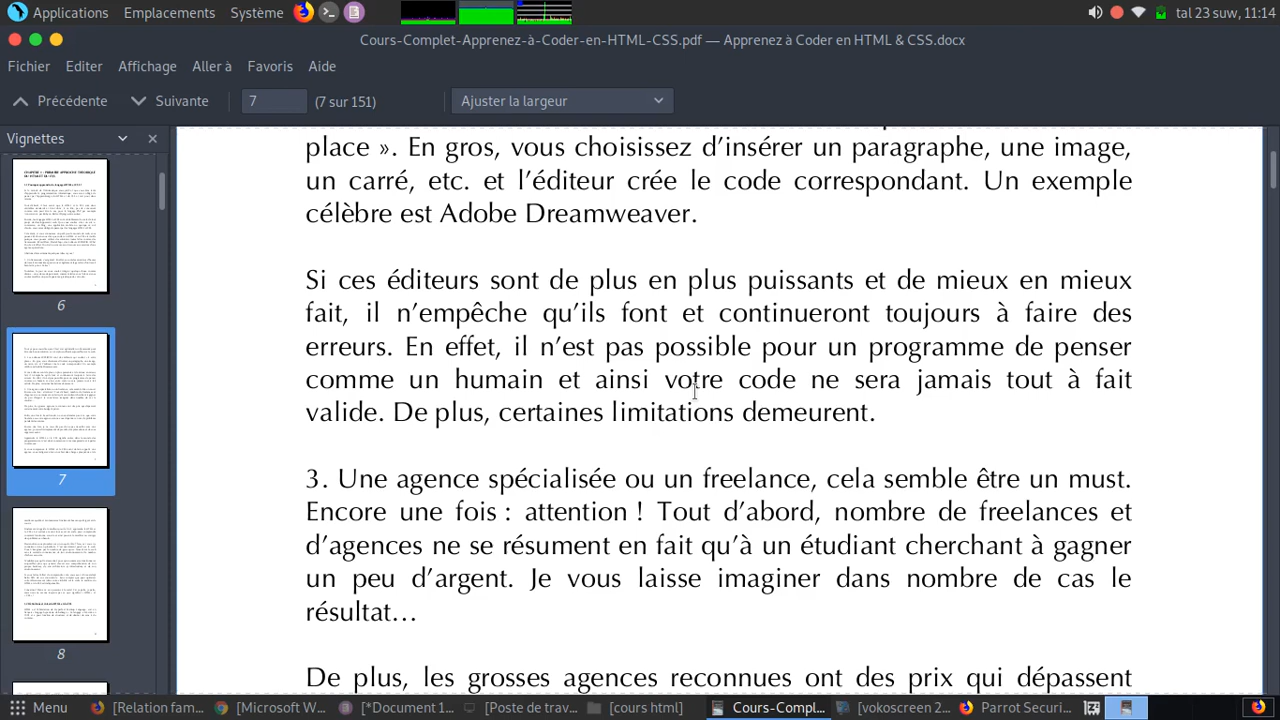 Applications Emplacements Système tal 23 suw, 11:14
Cours-Complet-Apprenez-à-Coder-en-HTML-CSS.pdf — Apprenez à Coder en HTML & CSS.docx
Fichier Editer Affichage Aller à Favoris Aide
Précédente Suivante 7 (7 sur 151) Ajuster la largeur
Vignettes
6
7
8
place ». En gros, vous choisissez d’insérer un paragraphe, une image,
un carré, etc. et l’éditeur crée le code correspondant. Un exemple
célèbre est Adobe Dreamweaver.
Si ces éditeurs sont de plus en plus puissants et de mieux en mieux
fait, il n’empêche qu’ils font et continueront toujours à faire des
erreurs. En effet, il n’est pas possible pour un programme de penser
comme un humain et ainsi votre code ne sera jamais tout à fait
valide. De plus, certaines limitations demeurent.
3. Une agence spécialisée ou un freelance, cela semble être un must.
Encore une fois : attention ! Tout d’abord, nombre de freelances et
d’agences ne se résument en fait qu’à un étudiant cherchant à gagner
un peu d’argent. Je vous laisse imaginer dans nombre de cas le
résultat…
De plus, les grosses agences reconnues ont des prix qui dépassent
Menu [Relation fam... [Microsoft W... [*Document 1... [Poste de trav... [cours html] Cours-Compl... [vokoscreen 2... Parrot Securi...